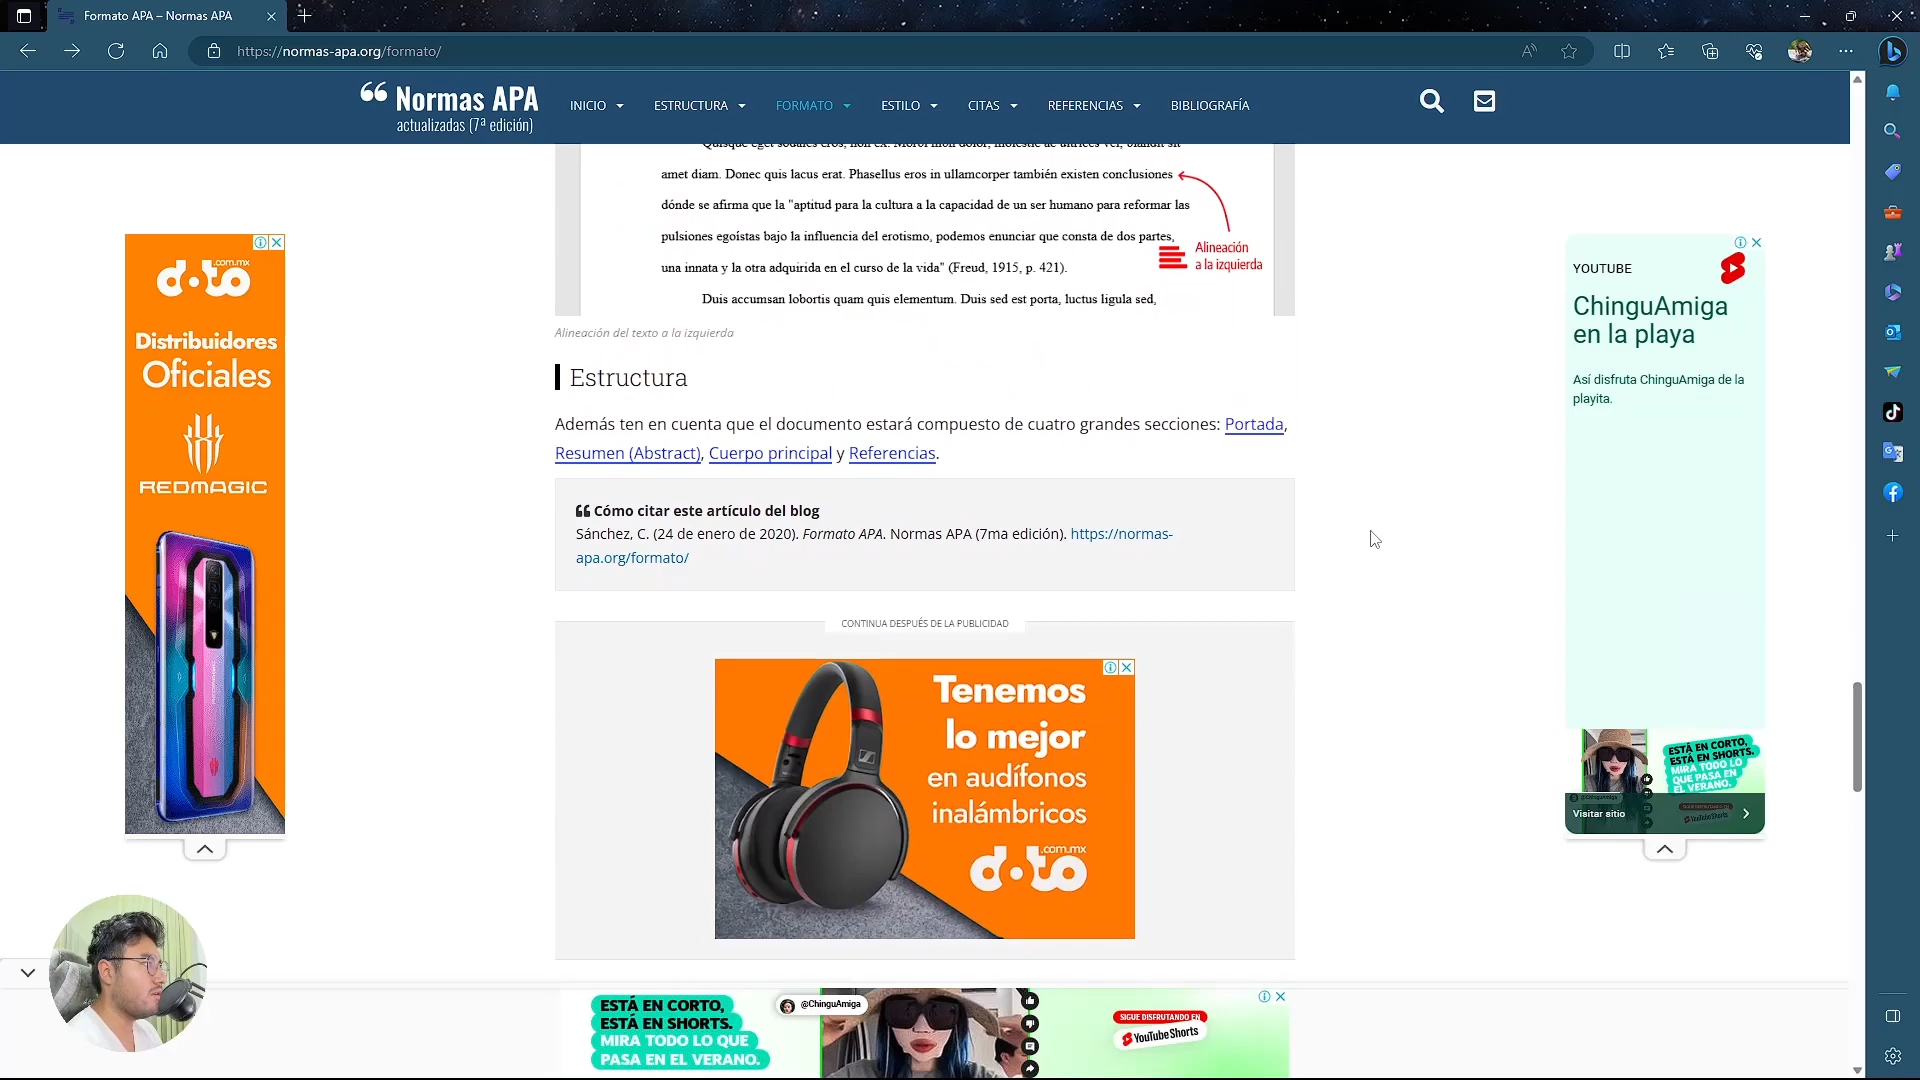 Formato APA – Normas APA
https://normas-apa.org/formato/
Normas APA
actualizadas (7ª edición)
INICIO
ESTRUCTURA
FORMATO
ESTILO
CITAS
REFERENCIAS
BIBLIOGRAFÍA
amet diam. Donec quis lacus erat. Phasellus eros in ullamcorper también existen conclusiones
dónde se afirma que la "aptitud para la cultura a la capacidad de un ser humano para reformar las
pulsiones egoístas bajo la influencia del erotismo, podemos enunciar que consta de dos partes,
una innata y la otra adquirida en el curso de la vida" (Freud, 1915, p. 421).
Duis accumsan lobortis quam quis elementum. Duis sed est porta, luctus ligula sed,
Alineación
a la izquierda
Alineación del texto a la izquierda
Estructura
Además ten en cuenta que el documento estará compuesto de cuatro grandes secciones: Portada,
Resumen (Abstract), Cuerpo principal y Referencias.
Cómo citar este artículo del blog
Sánchez, C. (24 de enero de 2020). Formato APA. Normas APA (7ma edición). https://normas-
apa.org/formato/
CONTINUA DESPUÉS DE LA PUBLICIDAD
Tenemos
lo mejor
en audífonos
inalámbricos
doto
.com.mx
doto
.com.mx
Distribuidores
Oficiales
REDMAGIC
YOUTUBE
ChinguAmiga
en la playa
Así disfruta ChinguAmiga de la
playita.
ESTÁ EN CORTO,
ESTÁ EN SHORTS.
MIRA TODO LO
QUE PASA EN
EL VERANO.
Visitar sitio
ESTÁ EN CORTO,
ESTÁ EN SHORTS.
MIRA TODO LO QUE
PASA EN EL VERANO.
@ChinguAmiga
SIGUE DISFRUTANDO EN
YouTube Shorts